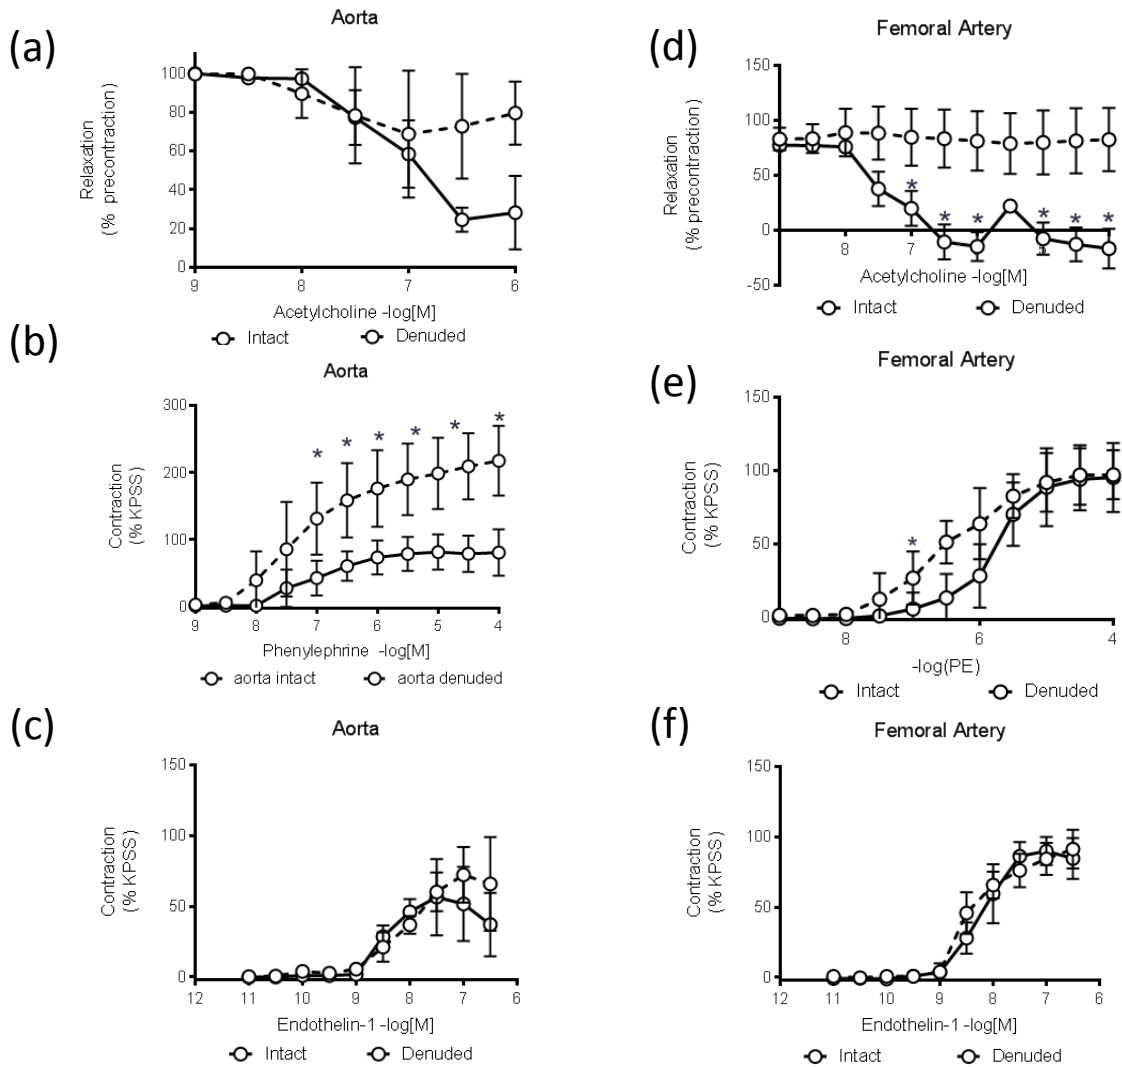 (a)
Aorta
Relaxation
(% precontraction)
100
80
60
40
20
0
9 8 7 6
Acetylcholine -log[M]
Intact Denuded
(b)
Aorta
Contraction
(% KPSS)
300
200
100
0
* * * * * *
9 8 7 6 5 4
Phenylephrine -log[M]
aorta intact aorta denuded
(c)
Aorta
Contraction
(% KPSS)
150
100
50
0
12 11 10 9 8 7 6
Endothelin-1 -log[M]
Intact Denuded
(d)
Femoral Artery
Relaxation
(% precontraction)
150
100
50
0
-50
* * * * * *
8 7 5
Acetylcholine -log[M]
Intact Denuded
(e)
Femoral Artery
Contraction
(% KPSS)
150
100
50
0
*
8 6 4
-log(PE)
Intact Denuded
(f)
Femoral Artery
Contraction
(% KPSS)
150
100
50
0
12 11 10 9 8 7 6
Endothelin-1 -log[M]
Intact Denuded